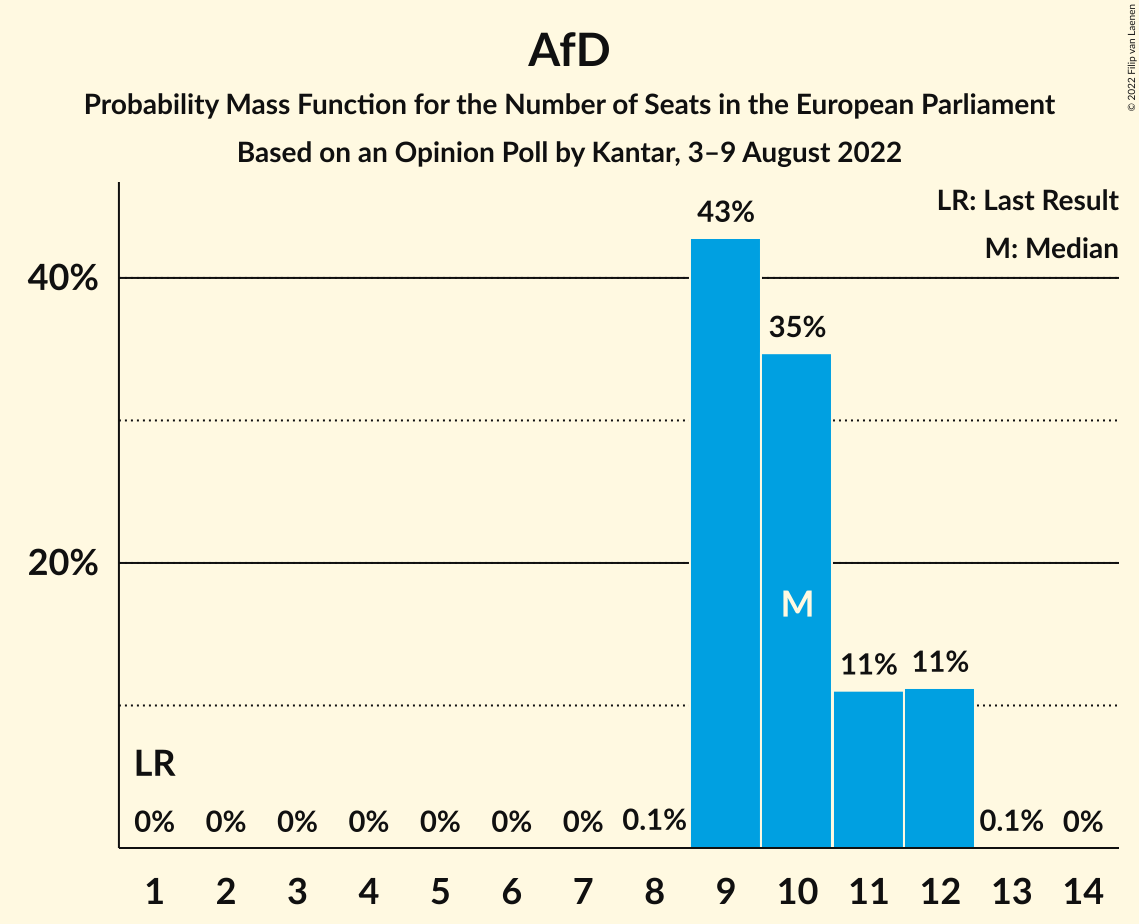 AfD
Probability Mass Function for the Number of Seats in the European Parliament
Based on an Opinion Poll by Kantar, 3–9 August 2022
© 2022 Filip van Laenen
LR: Last Result
M: Median
43%
40%
35%
20%
M
11% 11%
LR
0% 0% 0% 0% 0% 0% 0% 0.1% 0.1% 0%
1 2 3 4 5 6 7 8 9 10 11 12 13 14